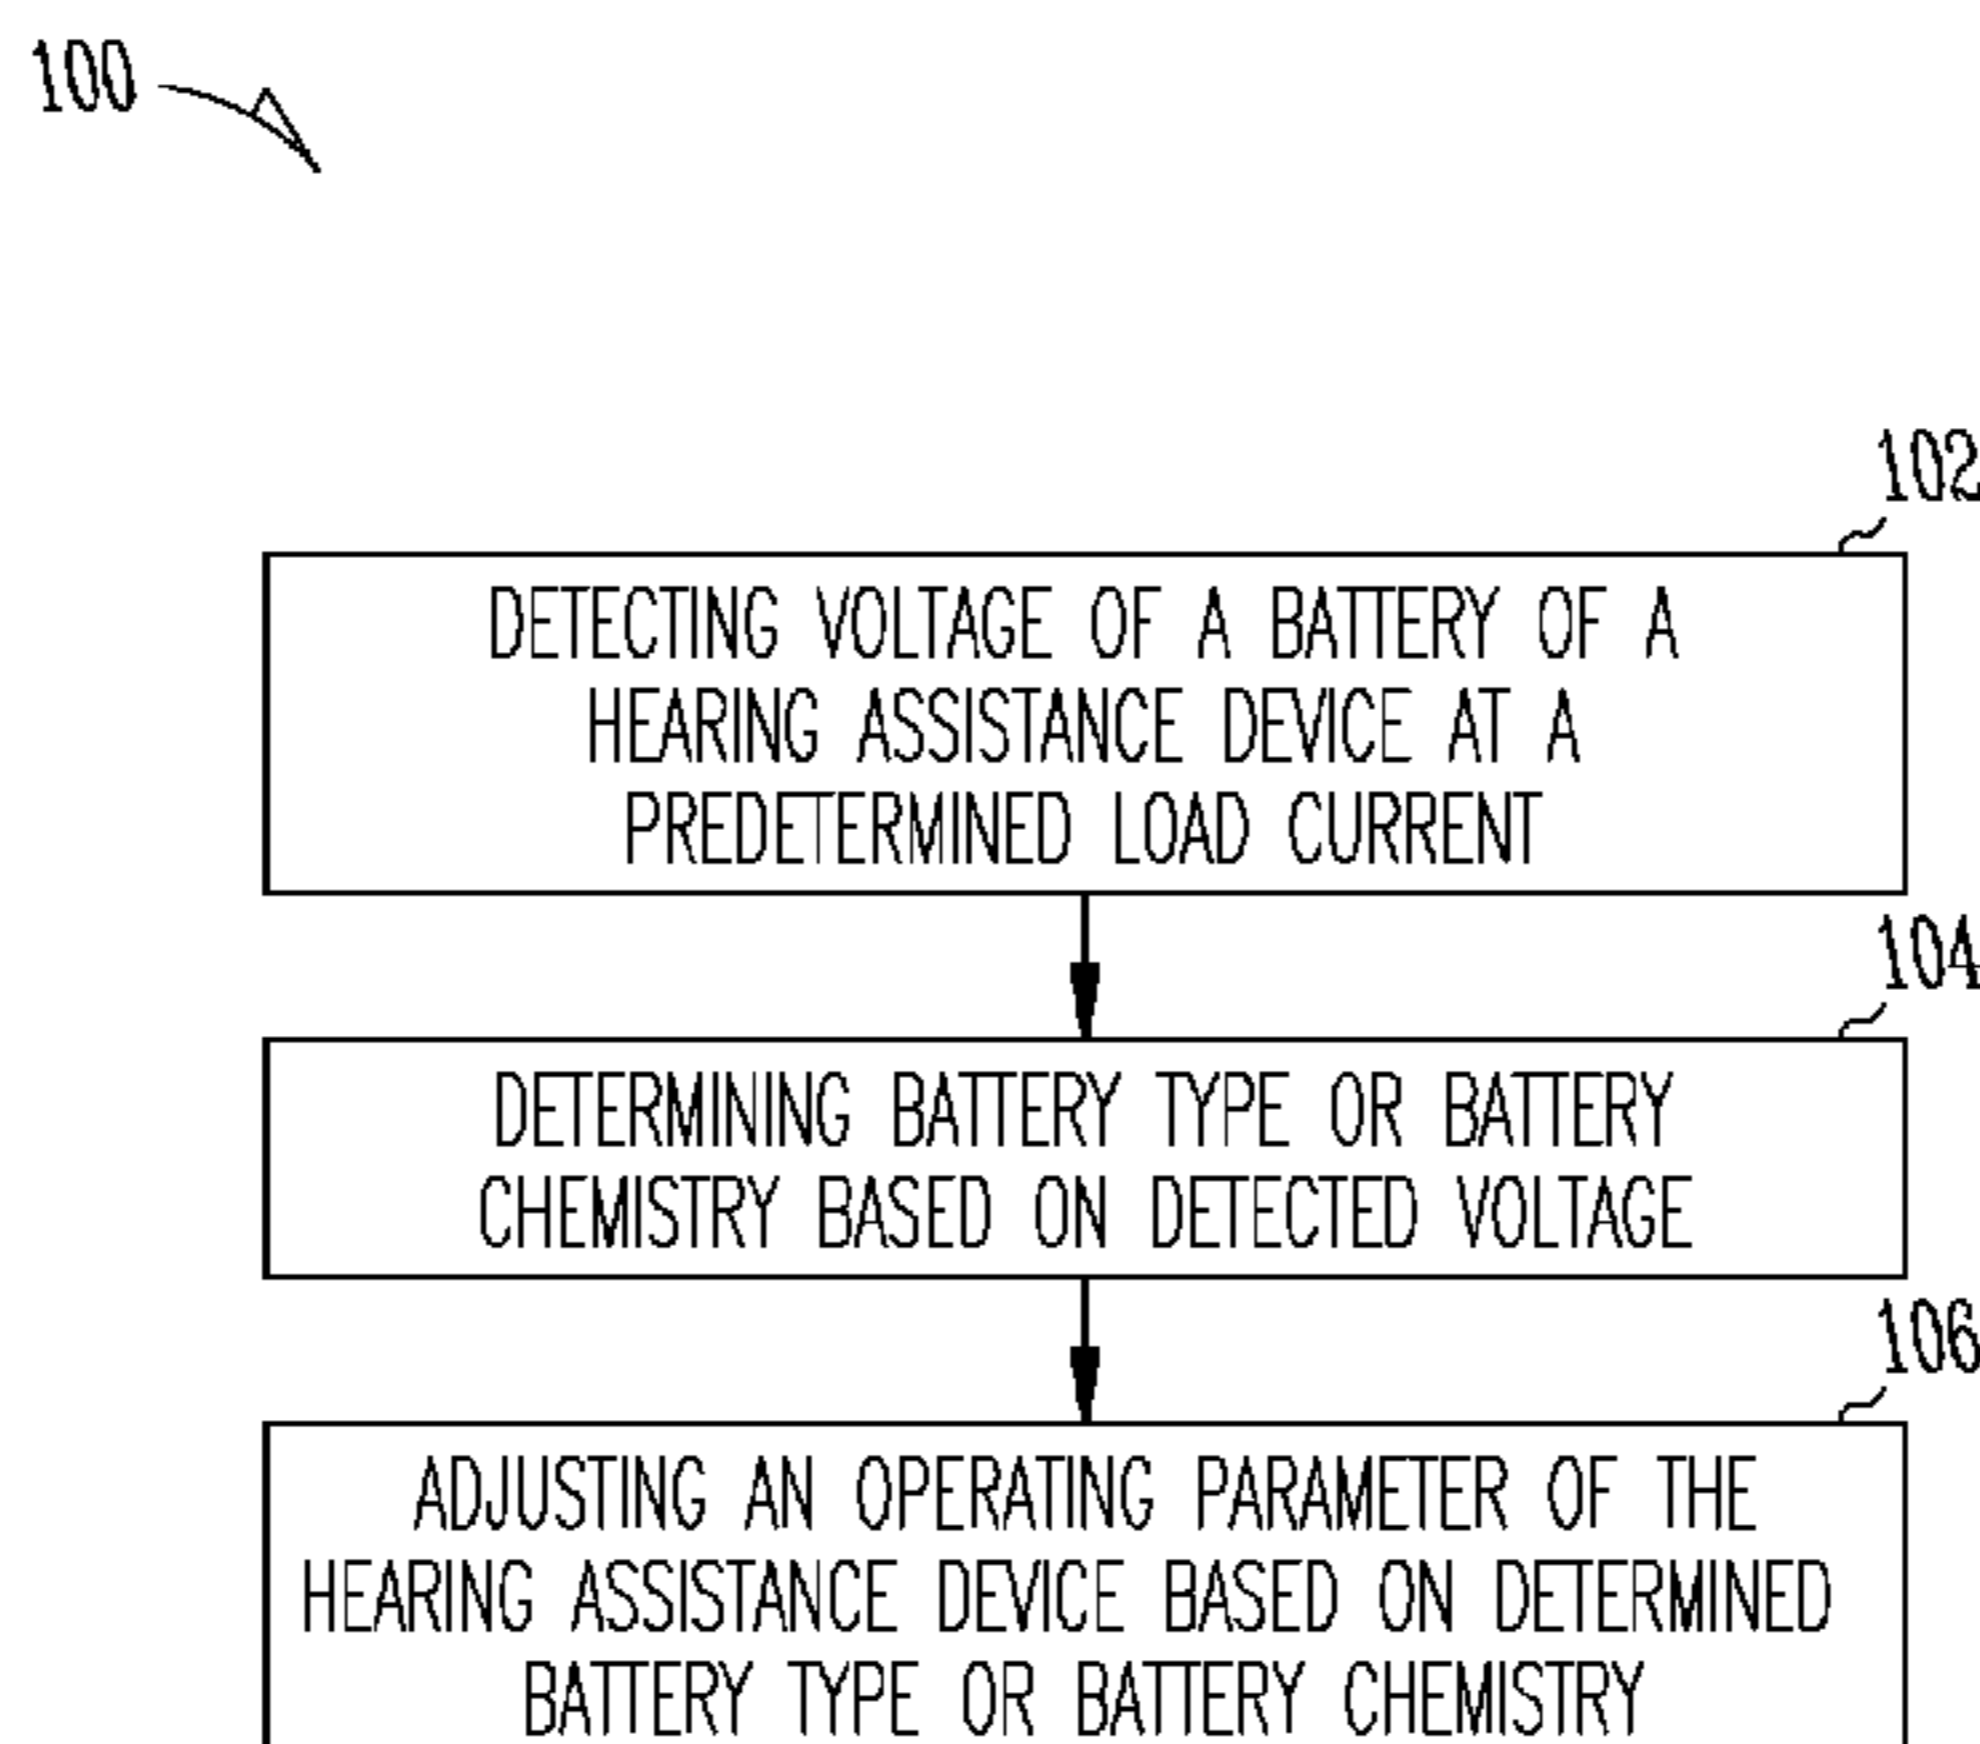 100
102
DETECTING VOLTAGE OF A BATTERY OF A
HEARING ASSISTANCE DEVICE AT A
PREDETERMINED LOAD CURRENT
104
DETERMINING BATTERY TYPE OR BATTERY
CHEMISTRY BASED ON DETECTED VOLTAGE
106
ADJUSTING AN OPERATING PARAMETER OF THE
HEARING ASSISTANCE DEVICE BASED ON DETERMINED
BATTERY TYPE OR BATTERY CHEMISTRY